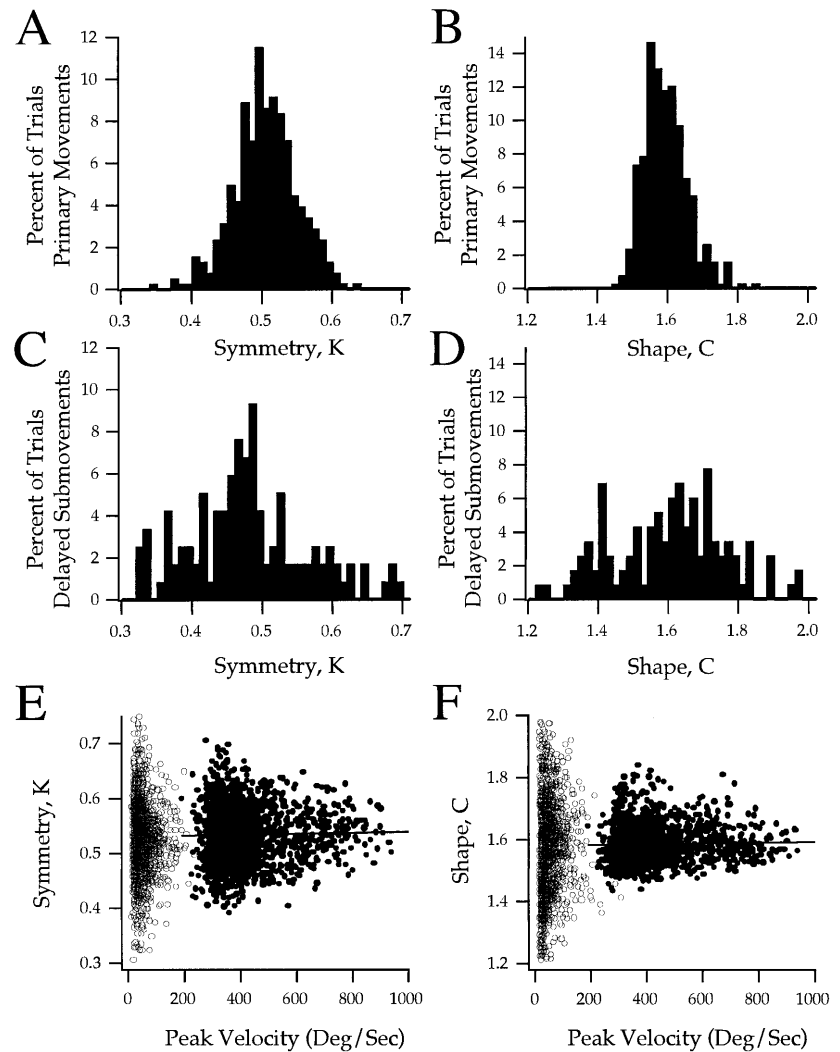 A
Percent of Trials
Primary Movements
12
10
8
6
4
2
0
0.3 0.4 0.5 0.6 0.7
Symmetry, K
B
Percent of Trials
Primary Movements
14
12
10
8
6
4
2
0
1.2 1.4 1.6 1.8 2.0
Shape, C
C
Percent of Trials
Delayed Submovements
12
10
8
6
4
2
0
0.3 0.4 0.5 0.6 0.7
Symmetry, K
D
Percent of Trials
Delayed Submovements
14
12
10
8
6
4
2
0
1.2 1.4 1.6 1.8 2.0
Shape, C
E
Symmetry, K
0.7
0.6
0.5
0.4
0.3
0 200 400 600 800 1000
Peak Velocity (Deg/Sec)
F
Shape, C
2.0
1.8
1.6
1.4
1.2
0 200 400 600 800 1000
Peak Velocity (Deg/Sec)